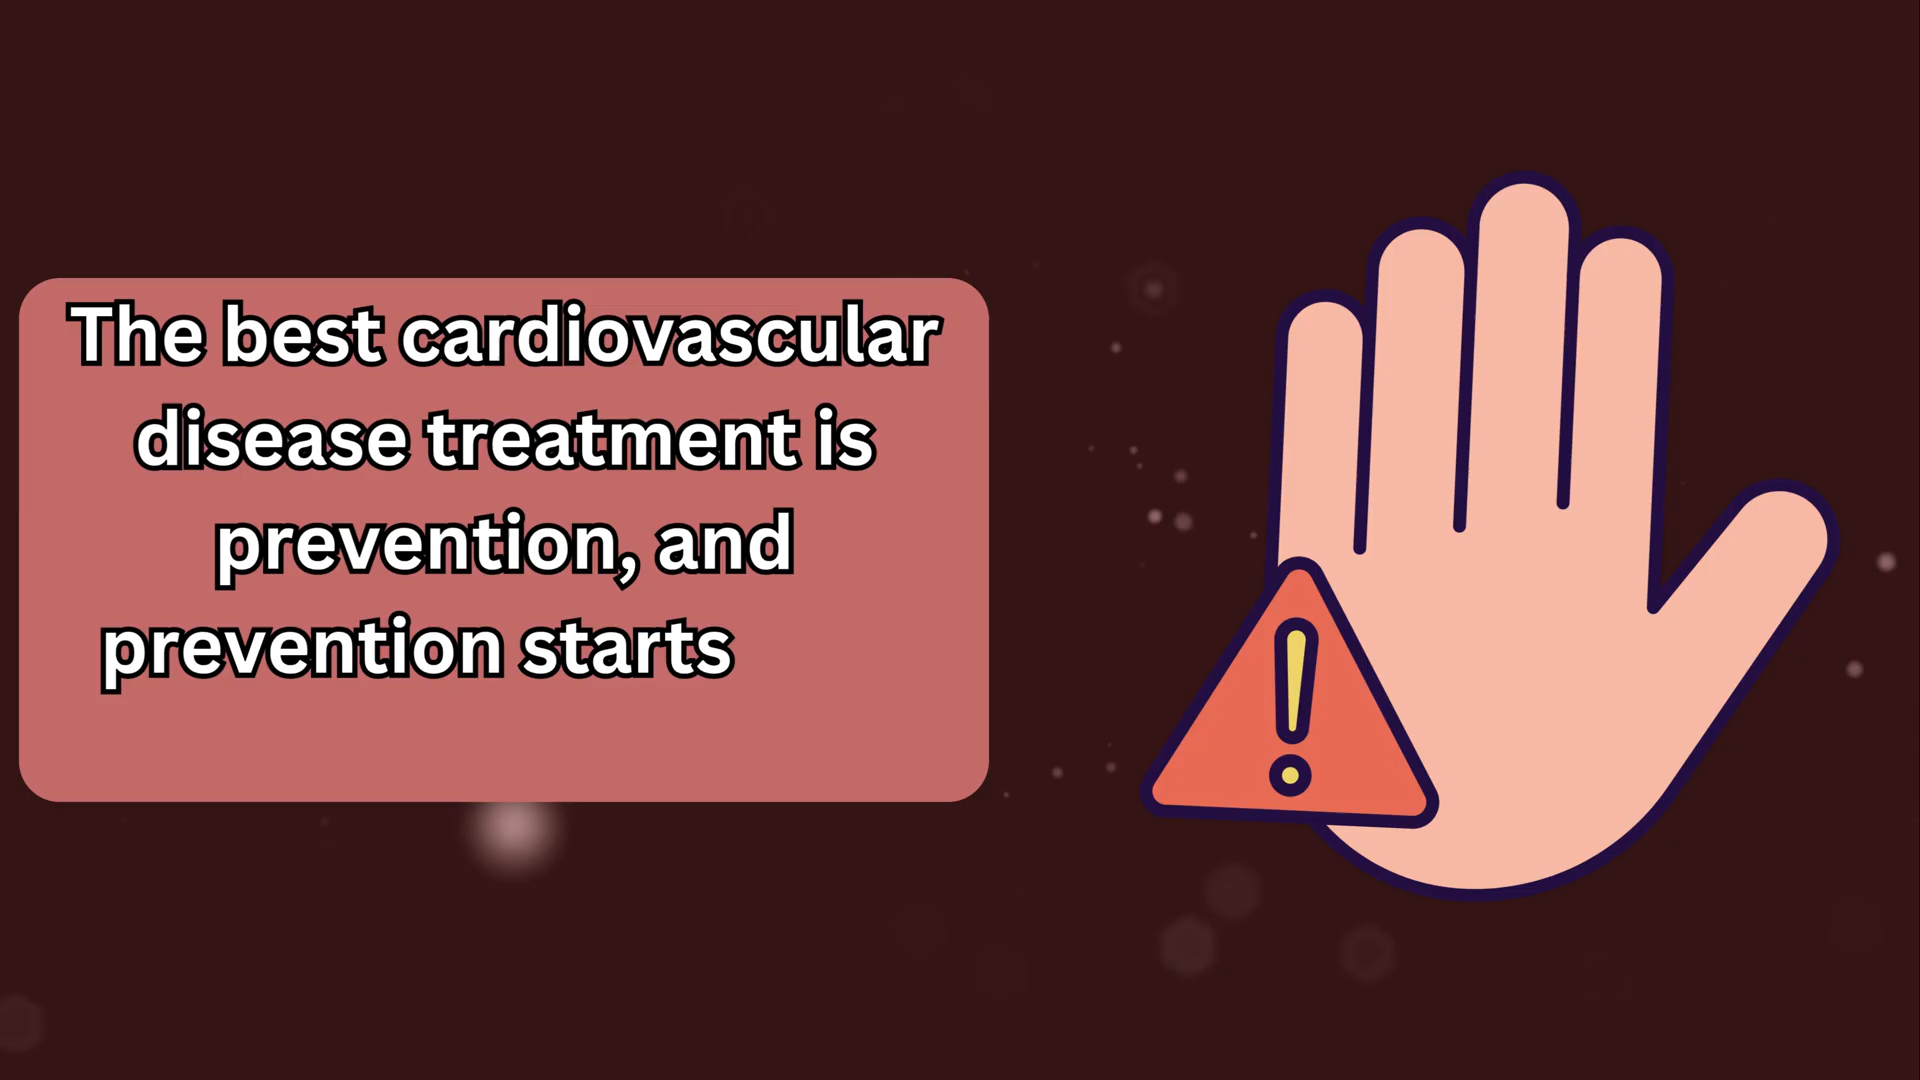 The best cardiovascular
disease treatment is
prevention, and
prevention starts